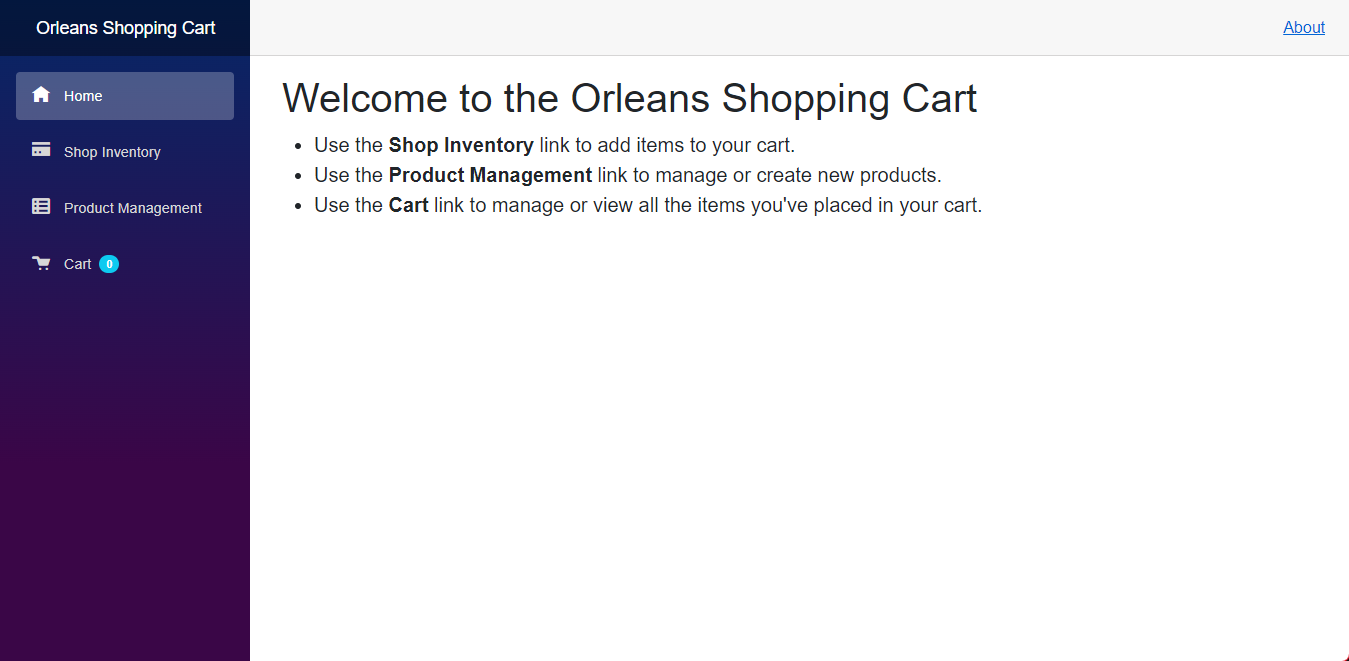 Orleans Shopping Cart
About
Home
Shop Inventory
Product Management
Cart 0
Welcome to the Orleans Shopping Cart
Use the Shop Inventory link to add items to your cart.
Use the Product Management link to manage or create new products.
Use the Cart link to manage or view all the items you've placed in your cart.